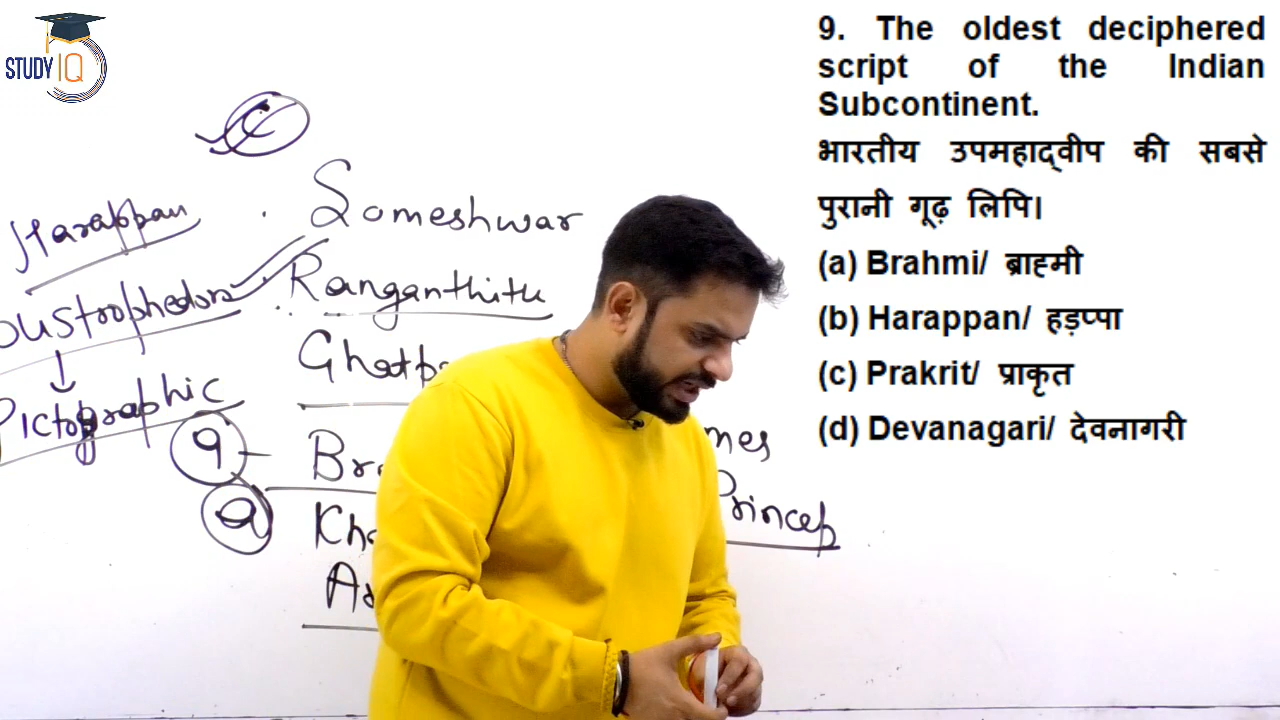 STUDY IQ
9. The oldest deciphered
script of the Indian
Subcontinent.
भारतीय उपमहाद्वीप की सबसे
पुरानी गूढ़ लिपि।
(a) Brahmi/ ब्राह्मी
(b) Harappan/ हड़प्पा
(c) Prakrit/ प्राकृत
(d) Devanagari/ देवनागरी
C
Harappan
oustrophedon
Pictographic
Someshwar
Ranganthitu
Ghatp
9 - Br
a Kh
mes
Princep